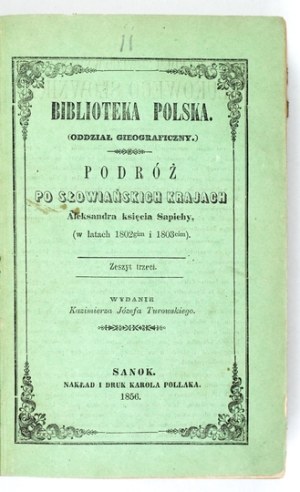 BIBLIOTEKA POLSKA.
(ODDZIAŁ GIEOGRAFICZNY.)
PODRÓŻ
PO SŁOWIAŃSKICH KRAJACH
Aleksandra księcia Sapiehy,
(w latach 1802gim i 1803cim).
Zeszyt trzeci.
WYDANIE
Kazimierza Józefa Turowskiego.
SANOK.
NAKŁAD I DRUK KAROLA POLLAKA.
1856.